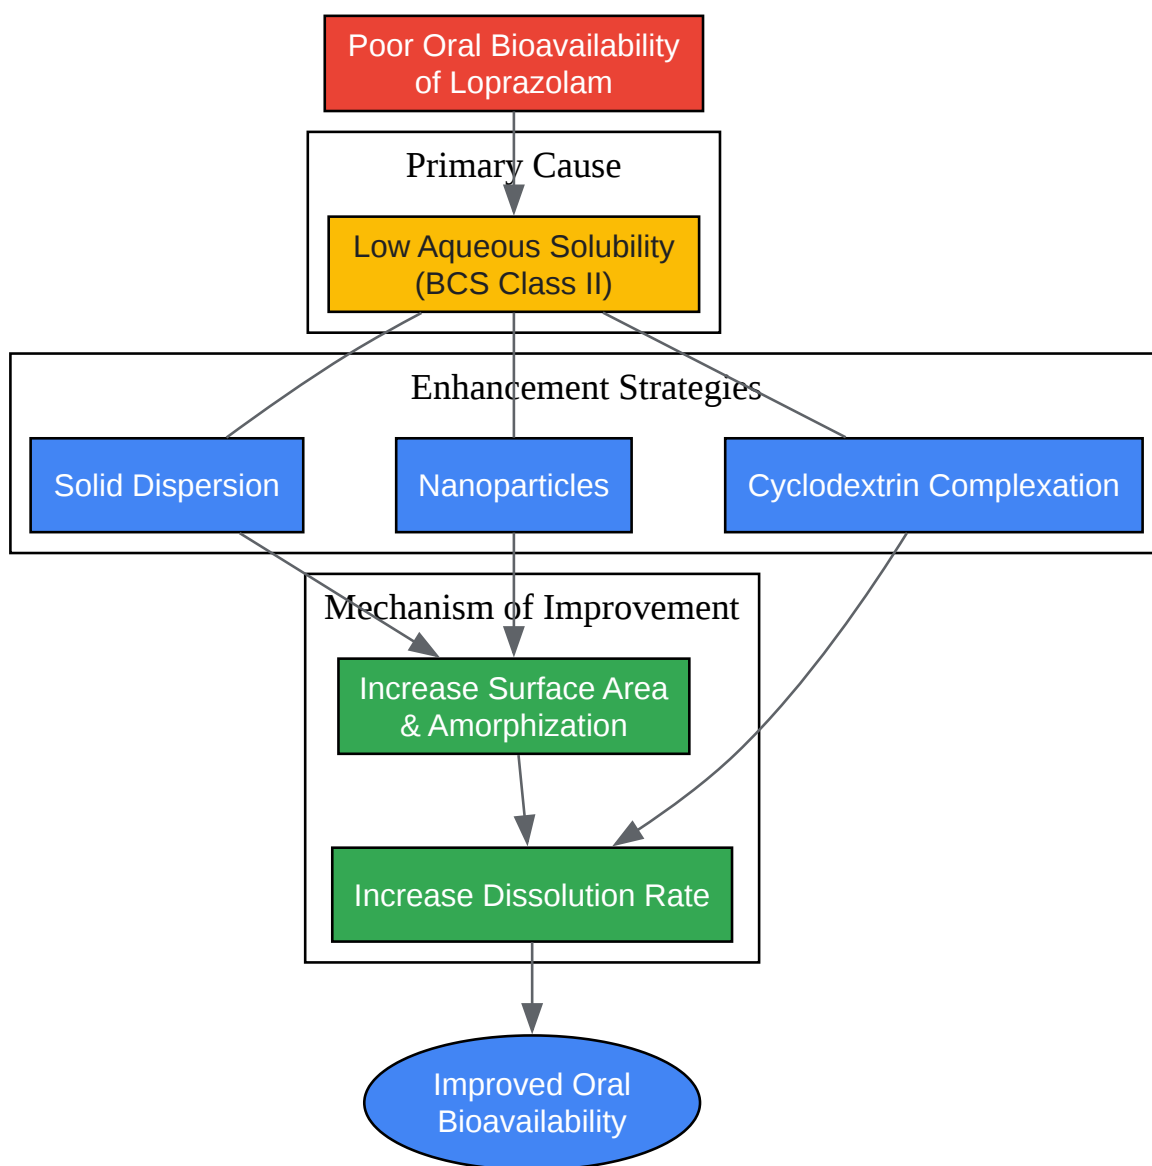 Poor Oral Bioavailability
of Loprazolam
Primary Cause
Low Aqueous Solubility
(BCS Class II)
Enhancement Strategies
Solid Dispersion
Nanoparticles
Cyclodextrin Complexation
Mechanism of Improvement
Increase Surface Area
& Amorphization
Increase Dissolution Rate
Improved Oral
Bioavailability